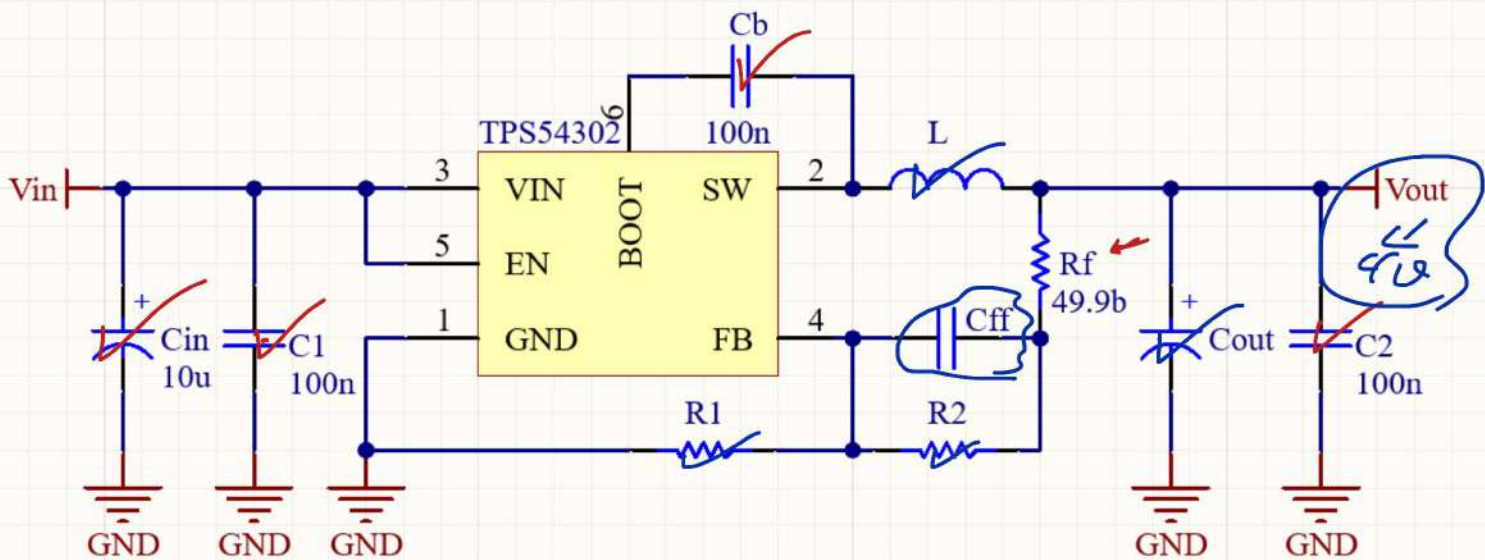 Cb
6
TPS54302
100n
L
Vin
3
VIN
BOOT
SW
2
Vout
5
EN
Rf
49.9b
1
GND
FB
4
Cff
+
Cin
10u
C1
100n
+
Cout
C2
100n
R1
R2
GND
GND
GND
GND
GND